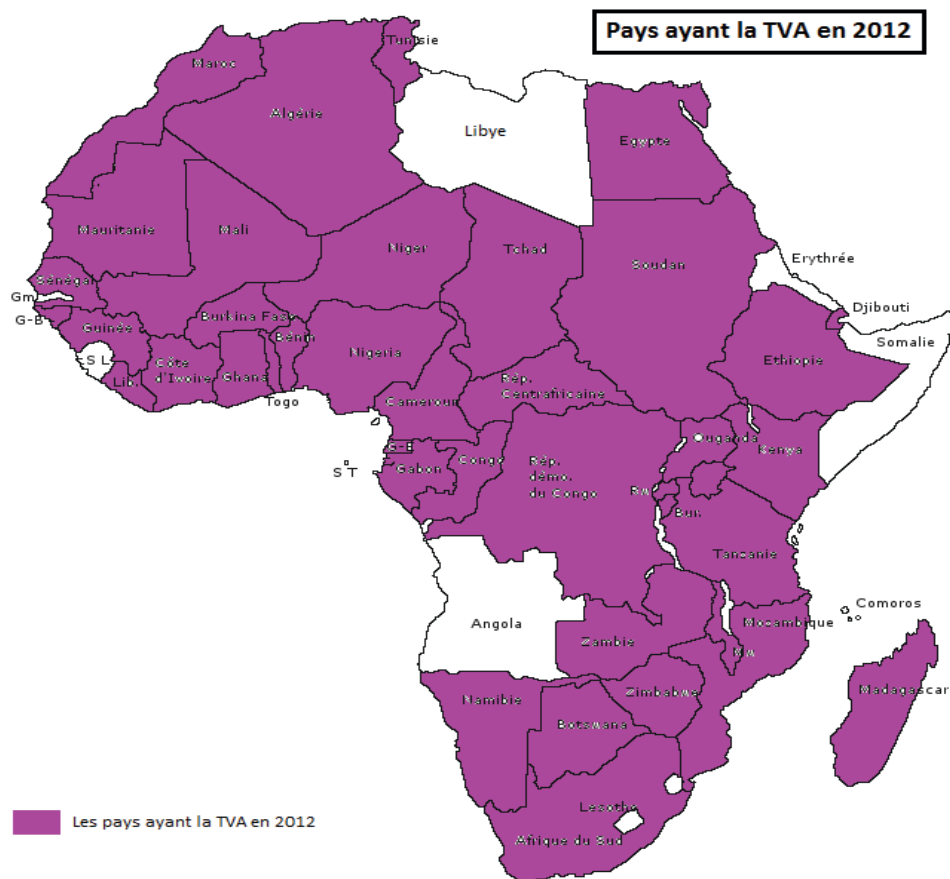 Pays ayant la TVA en 2012
Tunisie
Maroc
Algérie
Libye
Egypte
Mauritanie
Mali
Niger
Tchad
Soudan
Erythrée
Sénégal
Gm
G-B
Guinée
Burkina Faso
Bénin
Nigeria
Djibouti
Somalie
Ethiopie
S L
Lib.
Côte
d'Ivoire
Ghana
Togo
Cameroun
Rép.
Centrafricaine
G-E
S T
Gabon
Congo
Rép.
démo.
du Congo
Ouganda
Kenya
Rw
Bur.
Tanzanie
Angola
Zambie
Comoros
Mozambique
Mw
Madagascar
Namibie
Zimbabwe
Botswana
Lesotho
Afrique du Sud
Les pays ayant la TVA en 2012